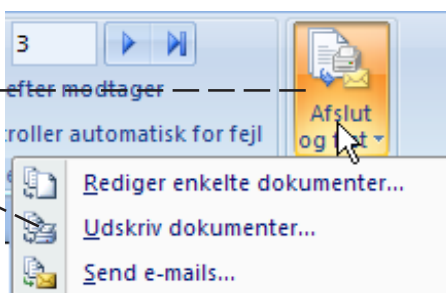 3
efter modtager
Afslut
troller automatisk for fejl
og
Rediger enkelte dokumenter...
Udskriv dokumenter...
Send e-mails...